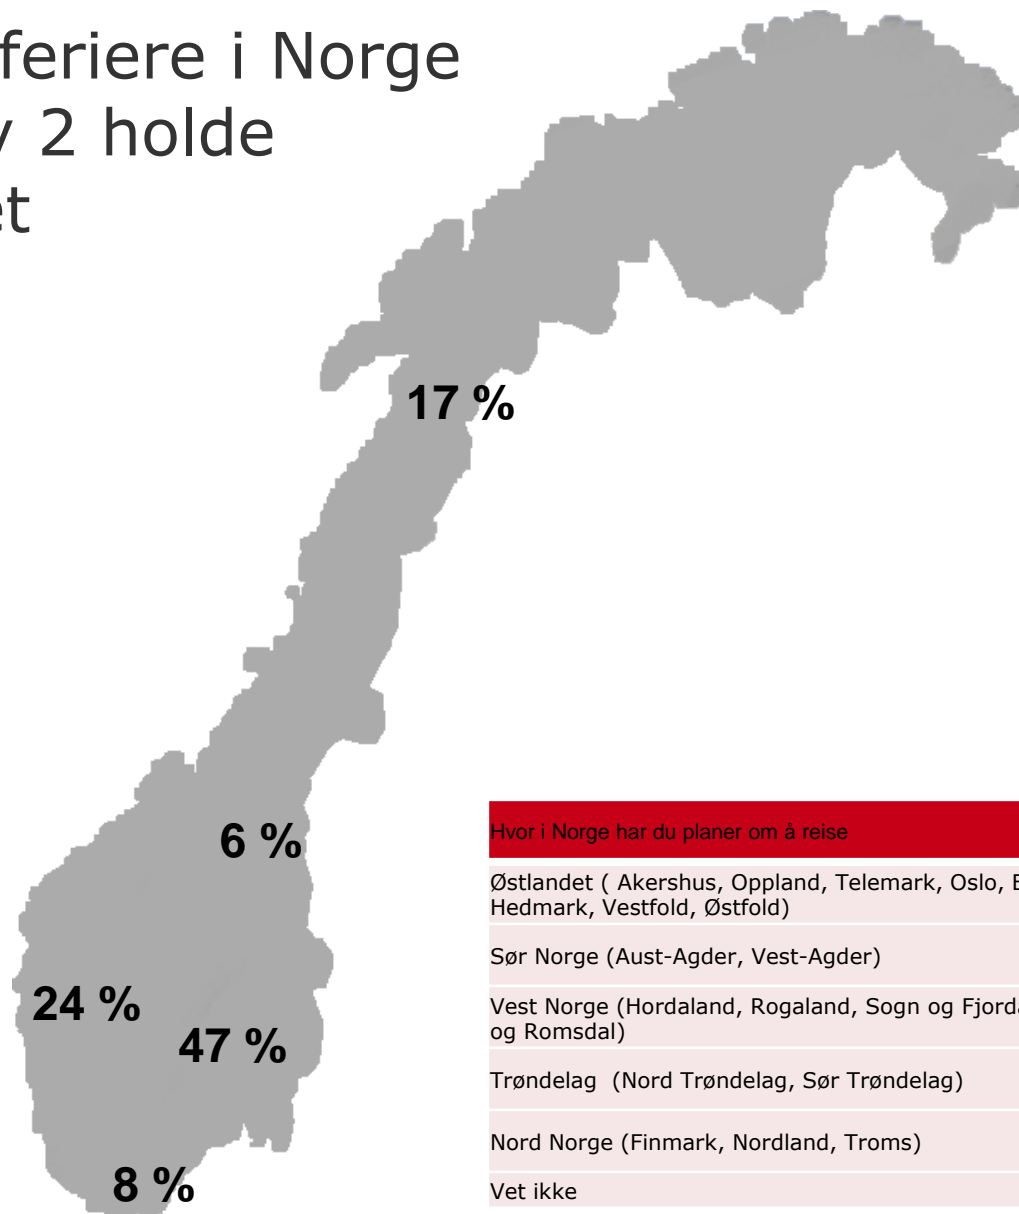 feriere i Norge
2 holde
17 %
6 %
24 %
47 %
8 %
Hvor i Norge har du planer om å reise
Østlandet ( Akershus, Oppland, Telemark, Oslo,
Hedmark, Vestfold, Østfold)
Sør Norge (Aust-Agder, Vest-Agder)
Vest Norge (Hordaland, Rogaland, Sogn og
og Romsdal)
Trøndelag  (Nord Trøndelag, Sør Trøndelag)
Nord Norge (Finmark, Nordland, Troms)
Vet ikke